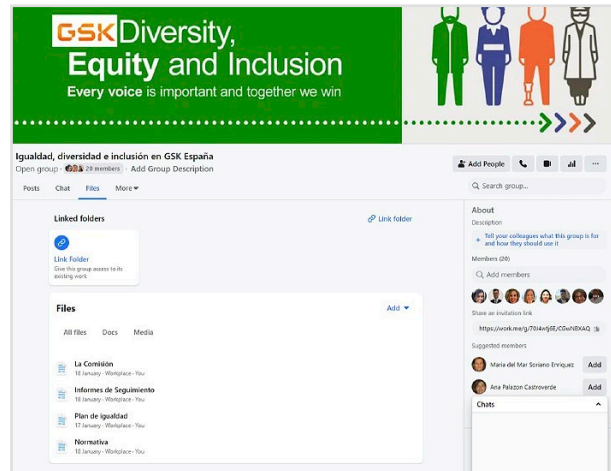 GSK Diversity,
Equity and Inclusion
Every voice is important and together we win
Igualdad, diversidad e inclusión en GSK España
Open group · 20 members · Add Group Description
Add People
Posts Chat Files More
Search group...
Linked folders
Link folder
Link Folder
Give this group access to its
existing work
Files
Add
All files Docs Media
La Comisión
18 January · Workplace · You
Informes de Seguimiento
18 January · Workplace · You
Plan de igualdad
17 January · Workplace · You
Normativa
18 January · Workplace · You
About
Description
+ Tell your colleagues what this group is for
and how they should use it
Members (20)
Add members
Share an invitation link
Suggested members
Maria del Mar Soriano Enriquez Add
Ana Palazon Castroverde Add
Chats